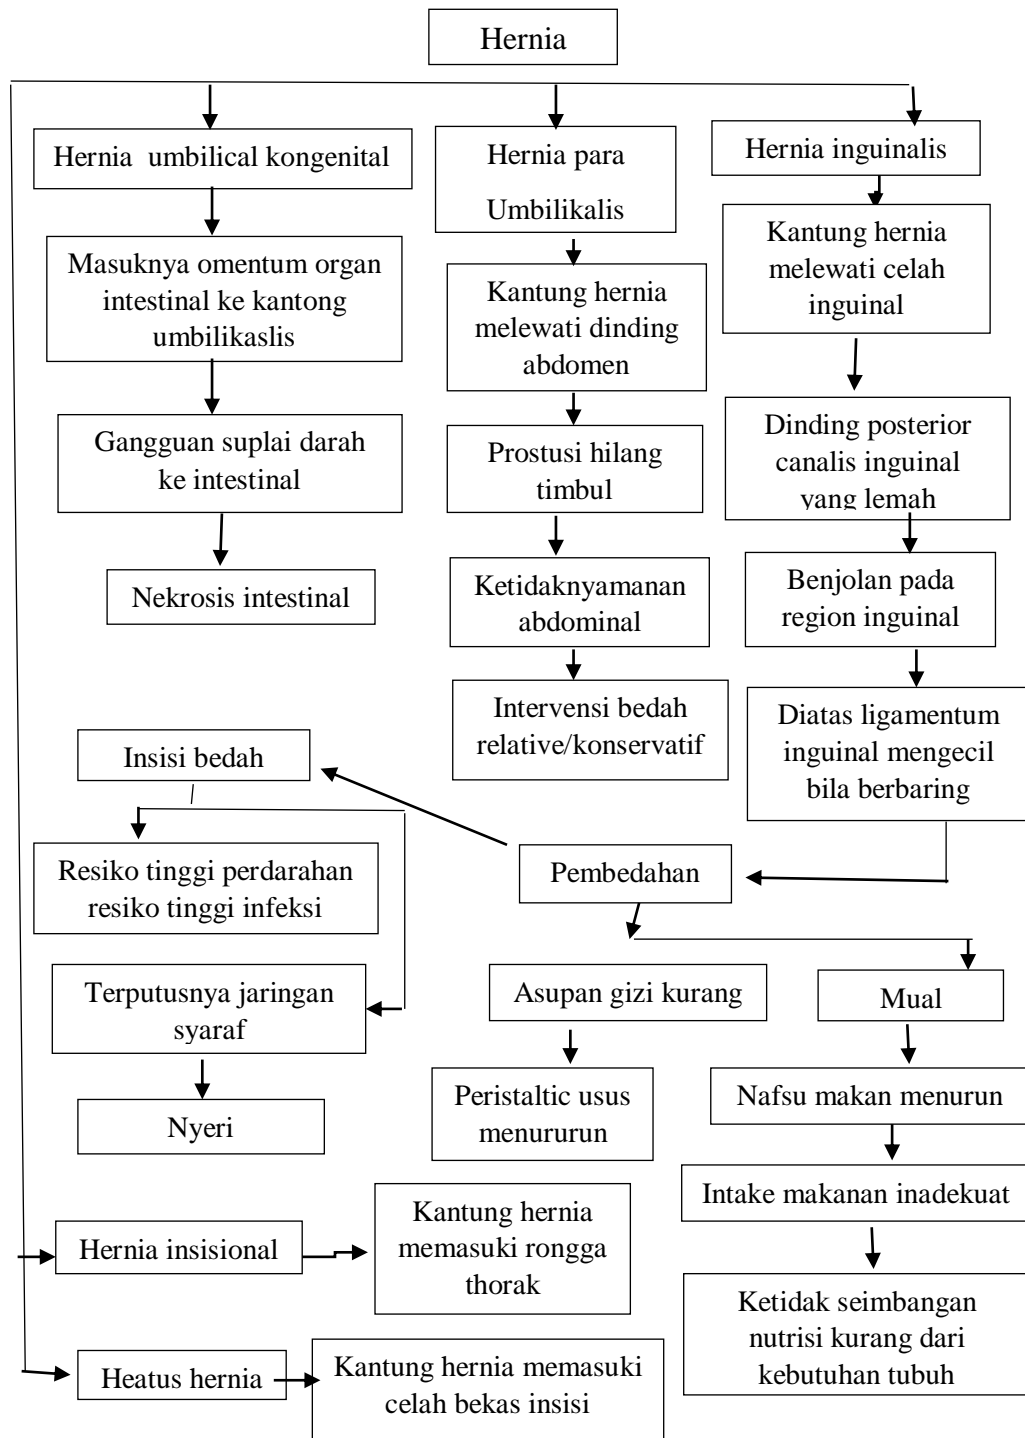 Hernia
Hernia umbilical kongenital
Hernia para
Umbilikalis
Hernia inguinalis
Masuknya omentum organ
intestinal ke kantong
umbilikaslis
Kantung hernia
melewati dinding
abdomen
Kantung hernia
melewati celah
inguinal
Gangguan suplai darah
ke intestinal
Prostusi hilang
timbul
Dinding posterior
canalis inguinal
yang lemah
Nekrosis intestinal
Ketidaknyamanan
abdominal
Benjolan pada
region inguinal
Intervensi bedah
relative/konservatif
Diatas ligamentum
inguinal mengecil
bila berbaring
Insisi bedah
Pembedahan
Resiko tinggi perdarahan
resiko tinggi infeksi
Terputusnya jaringan
syaraf
Asupan gizi kurang
Mual
Nyeri
Peristaltic usus
menururun
Nafsu makan menurun
Intake makanan inadekuat
Hernia insisional
Kantung hernia
memasuki rongga
thorak
Ketidak seimbangan
nutrisi kurang dari
kebutuhan tubuh
Heatus hernia
Kantung hernia memasuki
celah bekas insisi